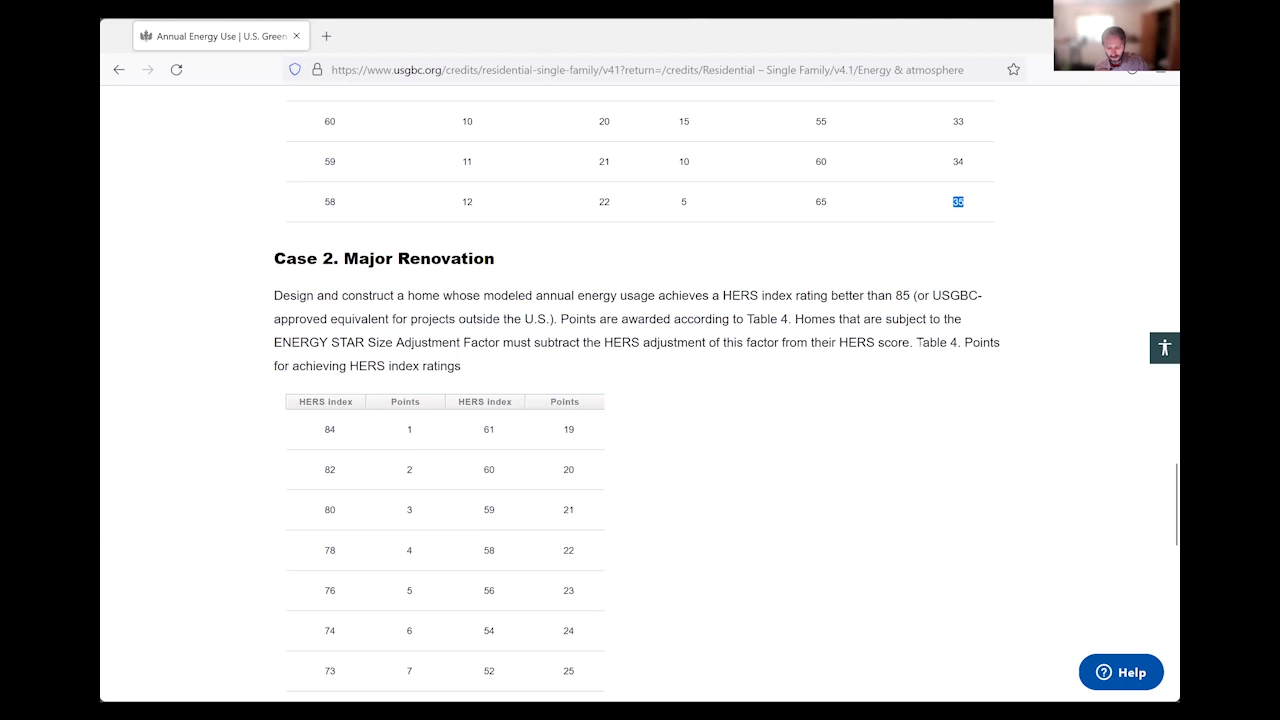 Annual Energy Use | U.S. Green
https://www.usgbc.org/credits/residential-single-family/v41?return=/credits/Residential – Single Family/v4.1/Energy & atmosphere
60 10 20 15 55 33
59 11 21 10 60 34
58 12 22 5 65 35
Case 2. Major Renovation
Design and construct a home whose modeled annual energy usage achieves a HERS index rating better than 85 (or USGBC-
approved equivalent for projects outside the U.S.). Points are awarded according to Table 4. Homes that are subject to the
ENERGY STAR Size Adjustment Factor must subtract the HERS adjustment of this factor from their HERS score. Table 4. Points
for achieving HERS index ratings
HERS index Points HERS index Points
84 1 61 19
82 2 60 20
80 3 59 21
78 4 58 22
76 5 56 23
74 6 54 24
73 7 52 25
Help